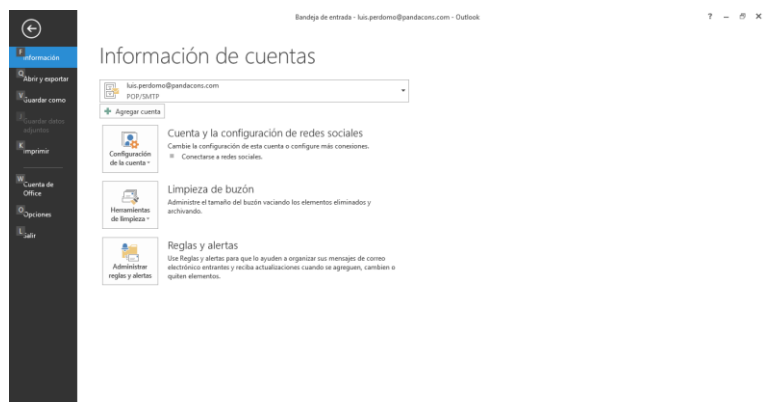 Bandeja de entrada - luis.perdomo@pandacons.com - Outlook
?
F
Información
Q
Abrir y exportar
V
Guardar como
Guardar datos
adjuntos
K
Imprimir
W
Cuenta de
Office
O
Opciones
L
Salir
Información de cuentas
luis.perdomo@pandacons.com
POP/SMTP
+ Agregar cuenta
Configuración
de la cuenta
Cuenta y la configuración de redes sociales
Cambie la configuración de esta cuenta o configure más conexiones.
Conectarse a redes sociales.
Herramientas
de limpieza
Limpieza de buzón
Administre el tamaño del buzón vaciando los elementos eliminados y
archivando.
Administrar
reglas y alertas
Reglas y alertas
Use Reglas y alertas para que lo ayuden a organizar sus mensajes de correo
electrónico entrantes y reciba actualizaciones cuando se agreguen, cambien o
quiten elementos.